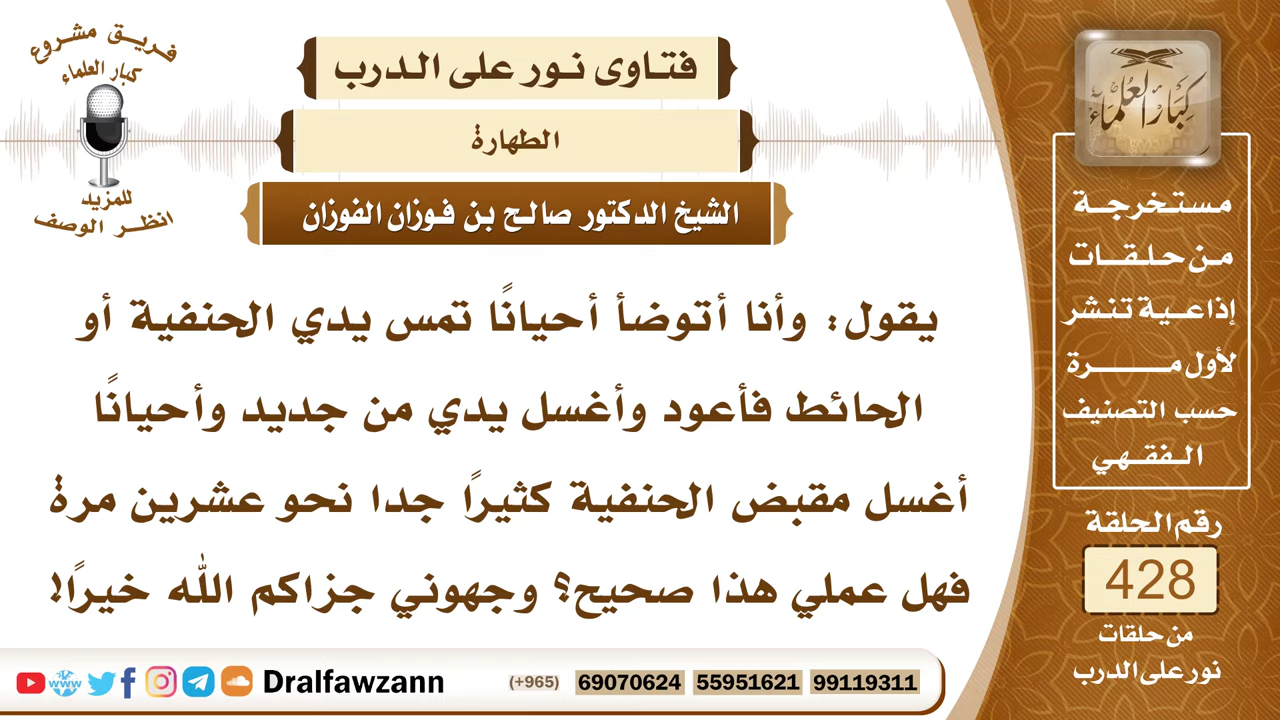 فريق مشروع
كبار العلماء
للمزيد
انظر الوصف
فتاوى نور على الدرب
الطهارة
الشيخ الدكتور صالح بن فوزان الفوزان
يقول: وأنا أتوضأ أحيانًا تمس يدي الحنفية أو
الحائط فأعود وأغسل يدي من جديد وأحيانًا
أغسل مقبض الحنفية كثيرًا جدا نحو عشرين مرة
فهل عملي هذا صحيح؟ وجهوني جزاكم الله خيرًا!
كبار العلماء
مستخرجة
من حلقات
إذاعية تنشر
لأول مرة
حسب التصنيف
الفقهي
رقم الحلقة
428
من حلقات
نور على الدرب
www Dralfawzann (+965) 69070624 55951621 99119311